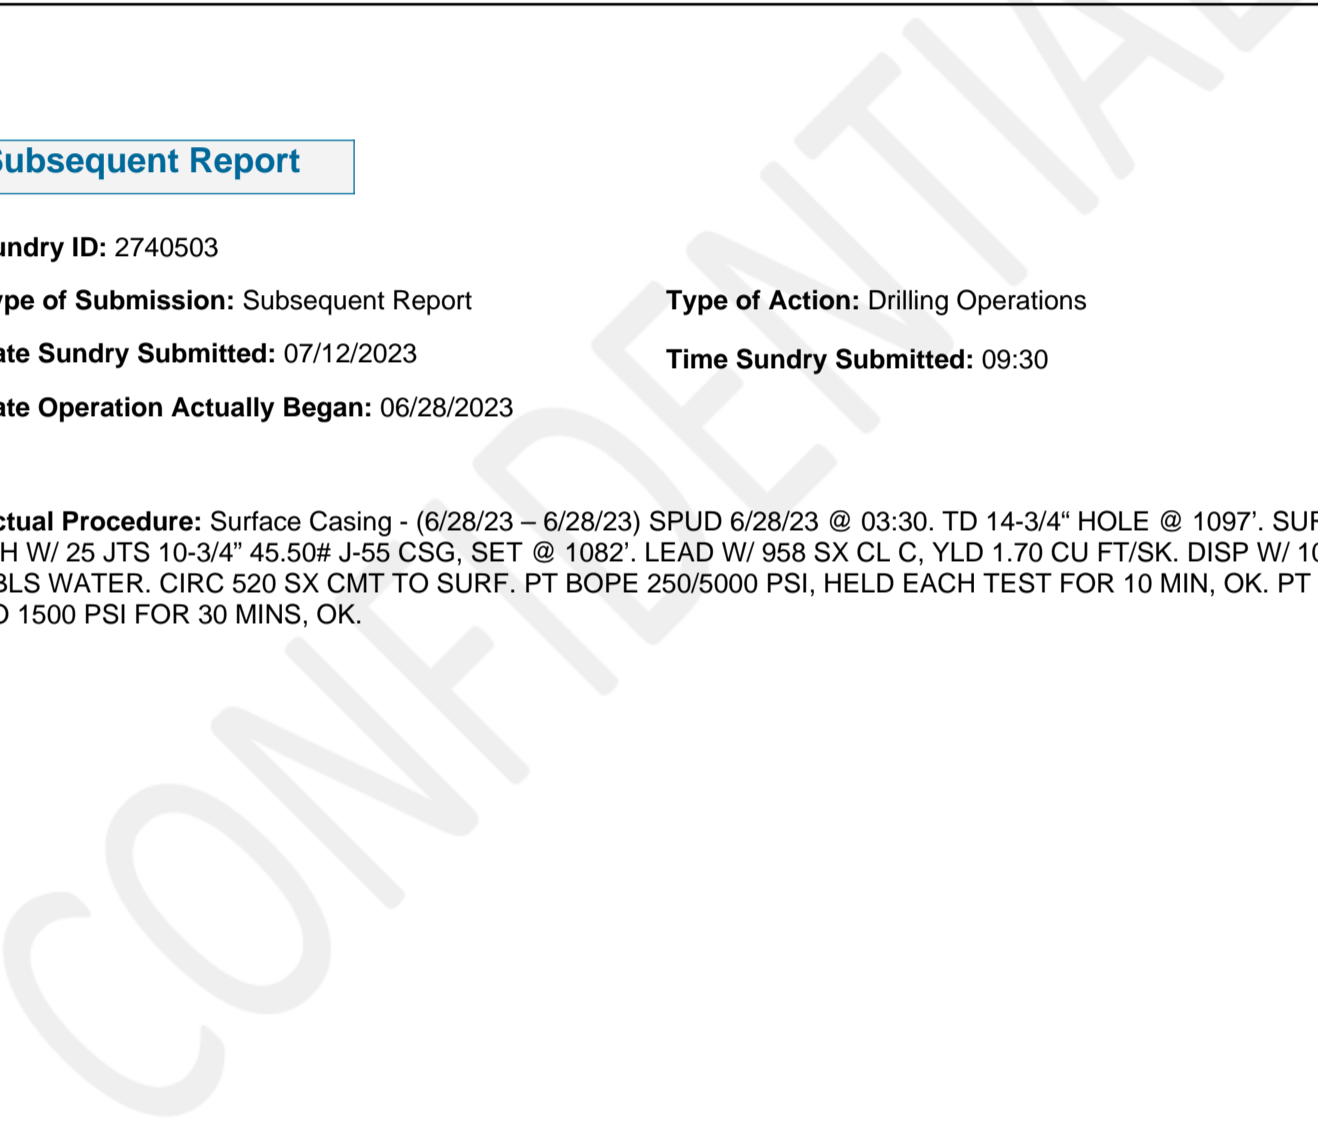 Subsequent Report
undry ID: 2740503
ype of Submission: Subsequent Report
Type of Action: Drilling Operations
ate Sundry Submitted: 07/12/2023
Time Sundry Submitted: 09:30
ate Operation Actually Began: 06/28/2023
ctual Procedure: Surface Casing - (6/28/23 – 6/28/23) SPUD 6/28/23 @ 03:30. TD 14-3/4“ HOLE @ 1097’. SUR
H W/ 25 JTS 10-3/4” 45.50# J-55 CSG, SET @ 1082’. LEAD W/ 958 SX CL C, YLD 1.70 CU FT/SK. DISP W/ 10
BLS WATER. CIRC 520 SX CMT TO SURF. PT BOPE 250/5000 PSI, HELD EACH TEST FOR 10 MIN, OK. PT
O 1500 PSI FOR 30 MINS, OK.
CONFIDENTIAL